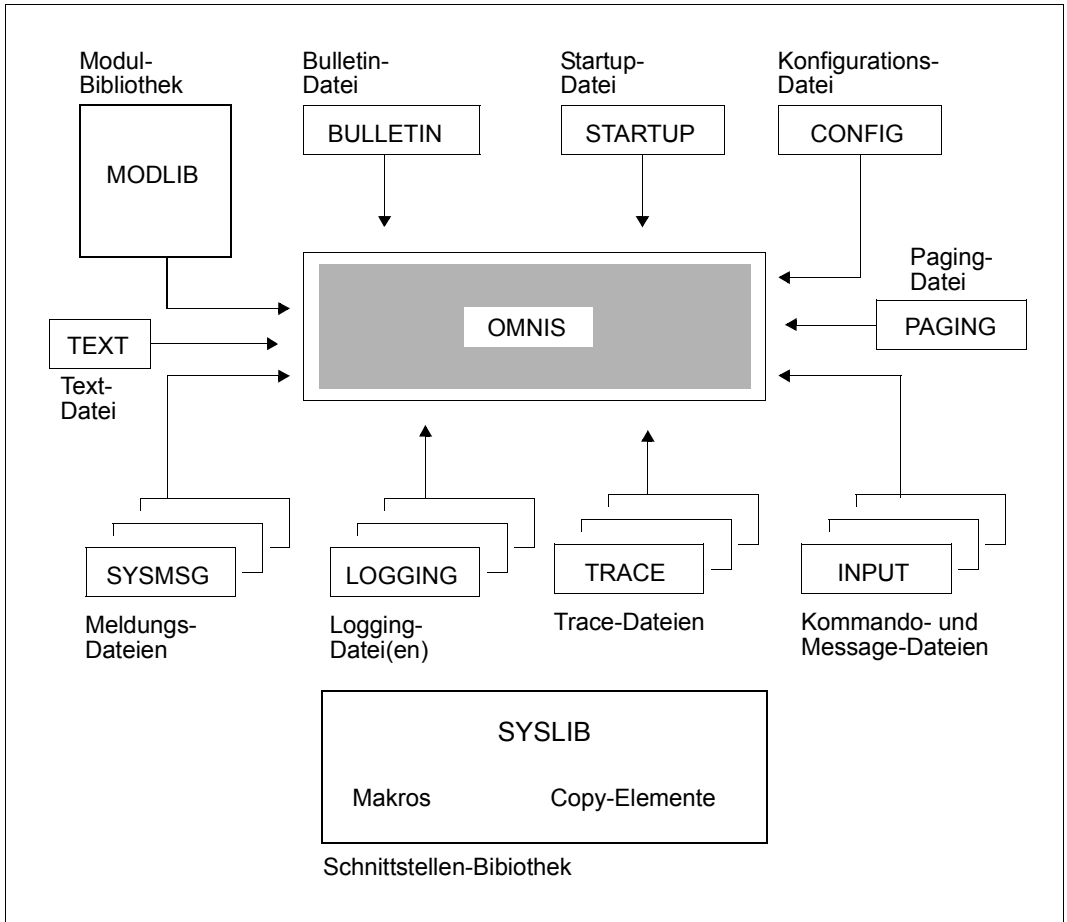 Modul-
Bibliothek
Bulletin-
Datei
Startup-
Datei
Konfigurations-
Datei
MODLIB
BULLETIN
STARTUP
CONFIG
OMNIS
Paging-
Datei
PAGING
TEXT
Text-
Datei
SYSMSG
LOGGING
TRACE
INPUT
Meldungs-
Dateien
Logging-
Datei(en)
Trace-Dateien
Kommando- und
Message-Dateien
SYSLIB
Makros
Copy-Elemente
Schnittstellen-Bibiothek